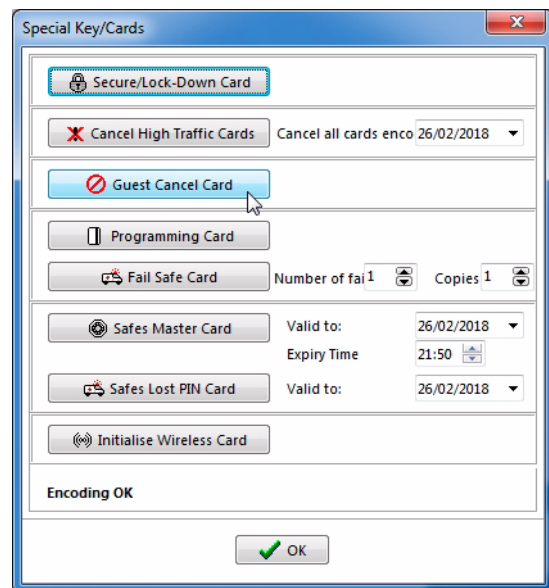 Special Key/Cards
Secure/Lock-Down Card
Cancel High Traffic Cards Cancel all cards enco 26/02/2018
Guest Cancel Card
Programming Card
Fail Safe Card Number of fai 1 Copies 1
Safes Master Card Valid to: 26/02/2018
Expiry Time 21:50
Safes Lost PIN Card Valid to: 26/02/2018
Initialise Wireless Card
Encoding OK
OK